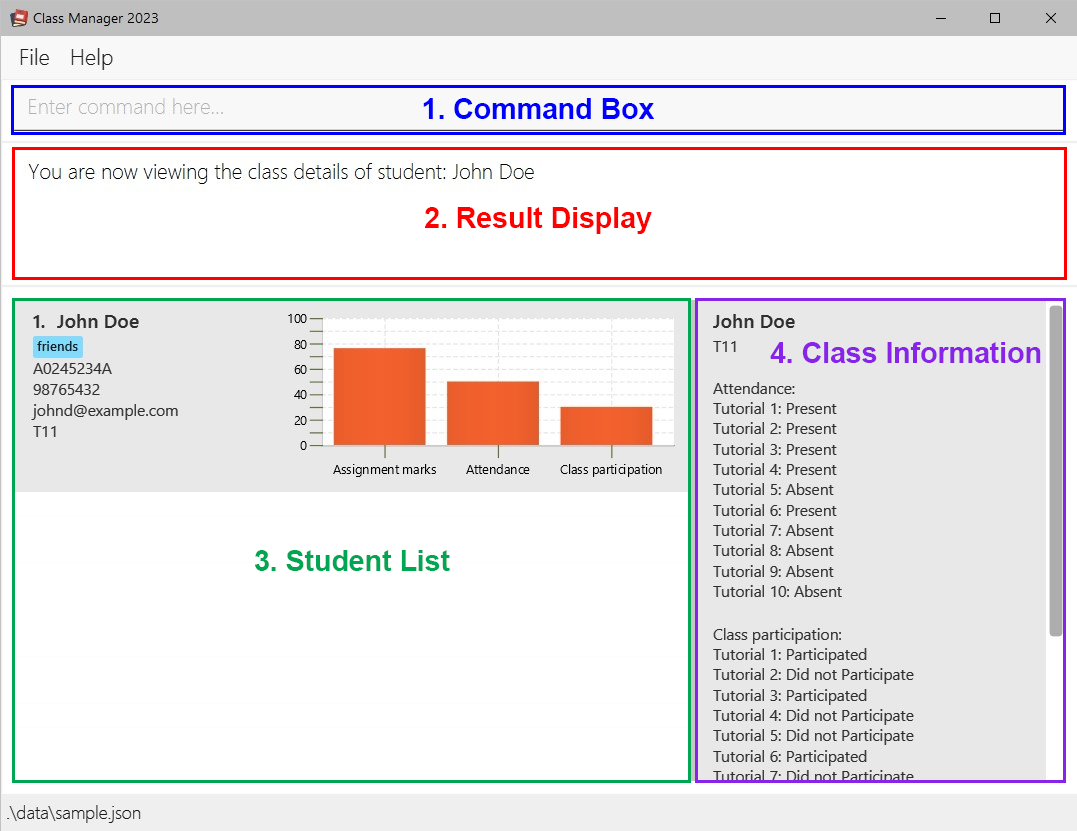 Class Manager 2023
File Help
Enter command here...
1. Command Box
You are now viewing the class details of student: John Doe
2. Result Display
1. John Doe
friends
A0245234A
98765432
johnd@example.com
T11
100
80
60
40
20
0
Assignment marks Attendance Class participation
3. Student List
John Doe
T11
4. Class Information
Attendance:
Tutorial 1: Present
Tutorial 2: Present
Tutorial 3: Present
Tutorial 4: Present
Tutorial 5: Absent
Tutorial 6: Present
Tutorial 7: Absent
Tutorial 8: Absent
Tutorial 9: Absent
Tutorial 10: Absent
Class participation:
Tutorial 1: Participated
Tutorial 2: Did not Participate
Tutorial 3: Participated
Tutorial 4: Did not Participate
Tutorial 5: Did not Participate
Tutorial 6: Participated
Tutorial 7: Did not Participate
.\data\sample.json